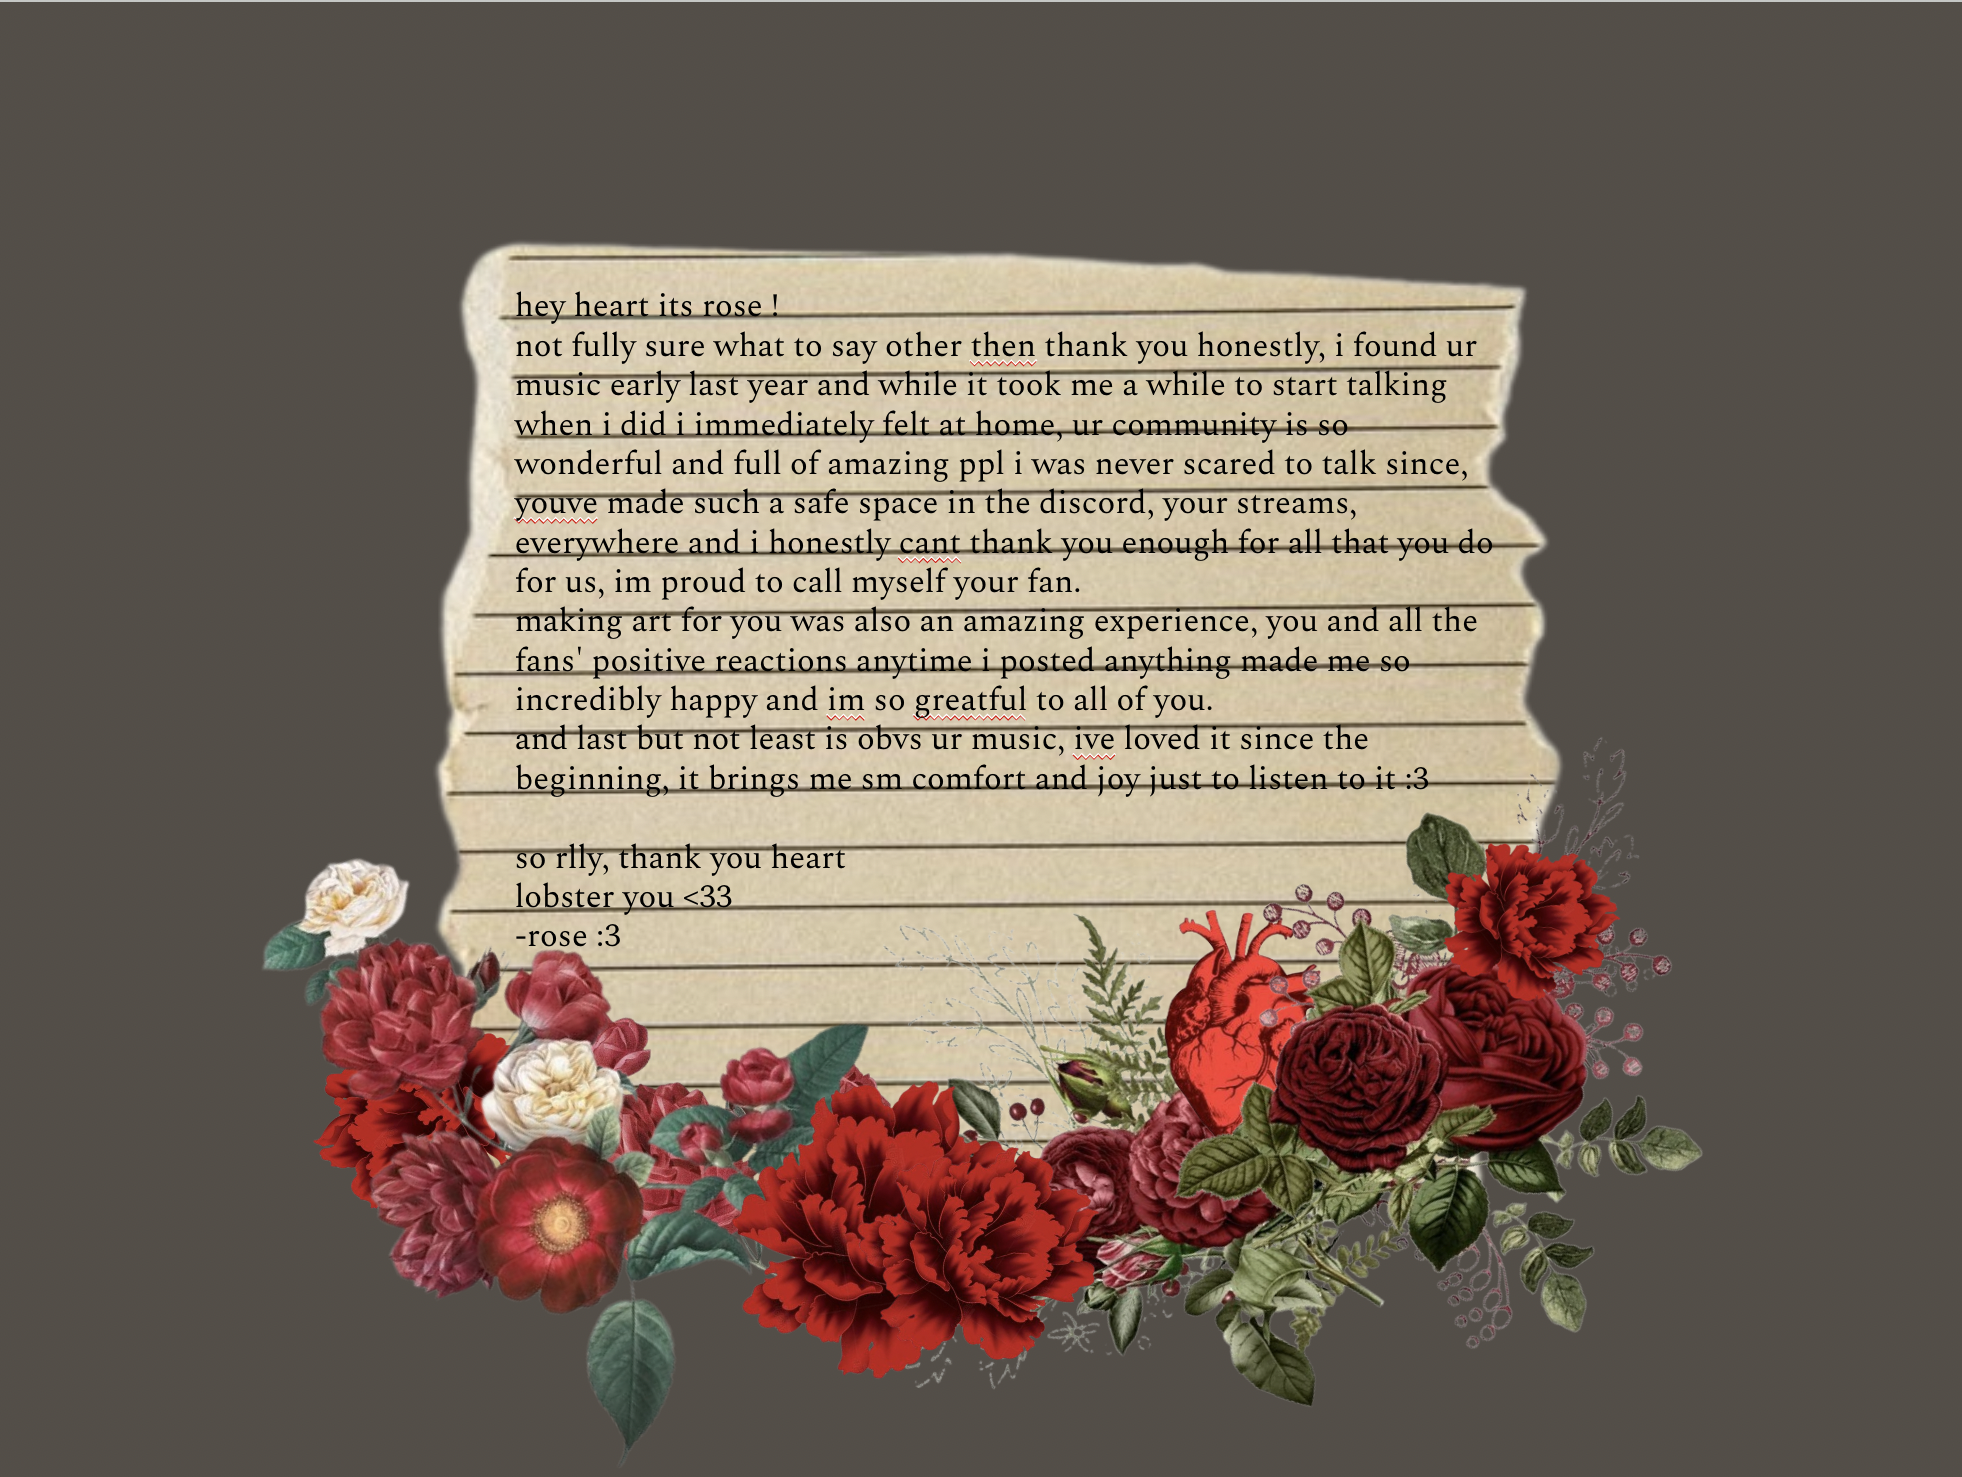 hey heart its rose !
not fully sure what to say other then thank you honestly, i found ur
music early last year and while it took me a while to start talking
when i did i immediately felt at home, ur community is so
wonderful and full of amazing ppl i was never scared to talk since,
youve made such a safe space in the discord, your streams,
everywhere and i honestly cant thank you enough for all that you do
for us, im proud to call myself your fan.
making art for you was also an amazing experience, you and all the
fans' positive reactions anytime i posted anything made me so
incredibly happy and im so greatful to all of you.
and last but not least is obvs ur music, ive loved it since the
beginning, it brings me sm comfort and joy just to listen to it :3
so rlly, thank you heart
lobster you <33
-rose :3